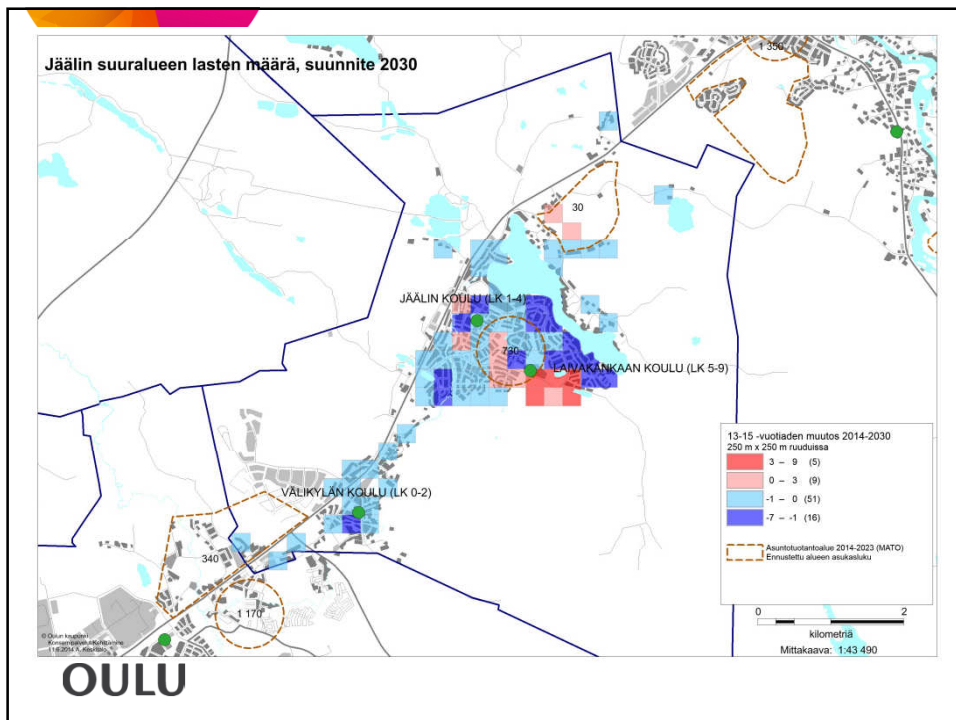 Jäälin suuralueen lasten määrä, suunnite 2030
1 350
30
JÄÄLIN KOULU (LK 1-4)
730
LAIVAKANKAAN KOULU (LK 5-9)
VÄLIKYLÄN KOULU (LK 0-2)
340
1 170
13-15 -vuotiaden muutos 2014-2030
250 m x 250 m ruuduissa
3 – 9 (5)
0 – 3 (9)
-1 – 0 (51)
-7 – -1 (16)
Asuntotuotantoalue 2014-2023 (MATO)
Ennustettu alueen asukasluku
0 2
kilometriä
Mittakaava: 1:43 490
© Oulun kaupunki
Konsernipalvelut/Kehittäminen
OULU